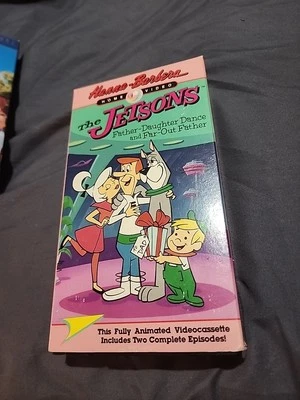 Hanna-Barbera
HOME VIDEO
The JETSONS
Father-Daughter Dance
and Far-Out Father
This Fully Animated Videocassette
Includes Two Complete Episodes!